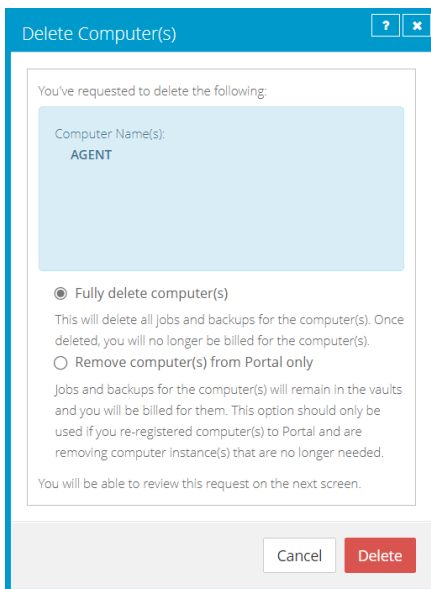 Delete Computer(s)
?
You've requested to delete the following:
Computer Name(s):
AGENT
Fully delete computer(s)
This will delete all jobs and backups for the computer(s). Once
deleted, you will no longer be billed for the computer(s).
Remove computer(s) from Portal only
Jobs and backups for the computer(s) will remain in the vaults
and you will be billed for them. This option should only be
used if you re-registered computer(s) to Portal and are
removing computer instance(s) that are no longer needed.
You will be able to review this request on the next screen.
Cancel
Delete